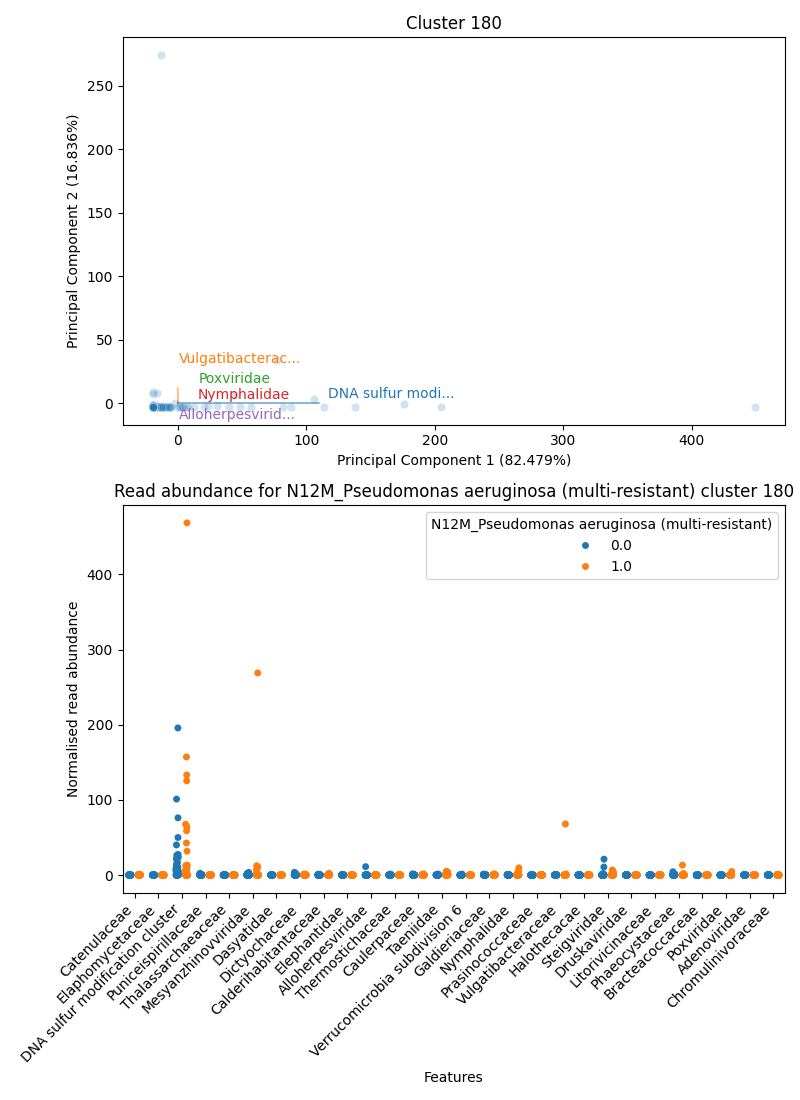 Cluster 180
Principal Component 2 (16.836%)
250
200
150
100
50
0
Vulgatibacterac...
Poxviridae
Nymphalidae
DNA sulfur modi...
Alloherpesvirid...
0
100
200
300
400
Principal Component 1 (82.479%)
Read abundance for N12M_Pseudomonas aeruginosa (multi-resistant) cluster 180
N12M_Pseudomonas aeruginosa (multi-resistant)
0.0
1.0
Normalised read abundance
400
300
200
100
0
Catenulaceae
Elaphomycetaceae
DNA sulfur modification cluster
Puniceispirillaceae
Thalassarchaeaceae
Mesyanzhinovviridae
Dasyatidae
Dictyochaceae
Calderihabitantaceae
Elephantidae
Alloherpesviridae
Thermostichaceae
Caulerpaceae
Taeniidae
Verrucomicrobia subdivision 6
Galdieriaceae
Nymphalidae
Prasinococcaceae
Vulgatibacteraceae
Halothecacae
Steigviridae
Druskaviridae
Litorivicinaceae
Phaeocystaceae
Bracteacoccaceae
Poxviridae
Adenoviridae
Chromulinivoraceae
Features